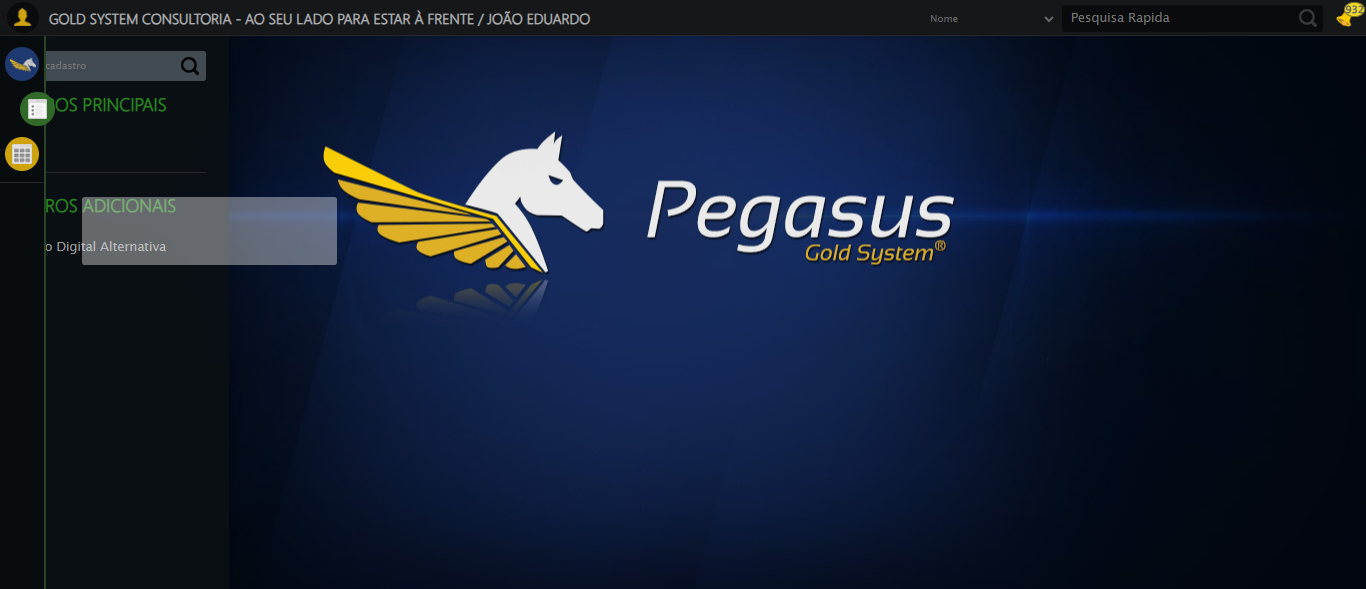 GOLD SYSTEM CONSULTORIA - AO SEU LADO PARA ESTAR À FRENTE / JOÃO EDUARDO
Nome
Pesquisa Rapida
932
cadastro
OS PRINCIPAIS
ROS ADICIONAIS
o Digital Alternativa
Pegasus
Gold System®